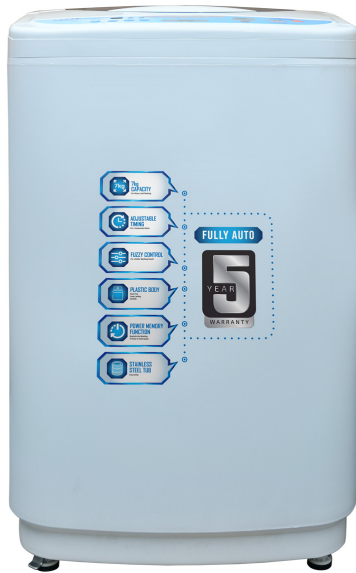 7kg
7kg
CAPACITY
ADJUSTABLE
TIMING
FUZZY CONTROL
PLASTIC BODY
POWER MEMORY
FUNCTION
STAINLESS
STEEL TUB
FULLY AUTO
5
YEAR
WARRANTY